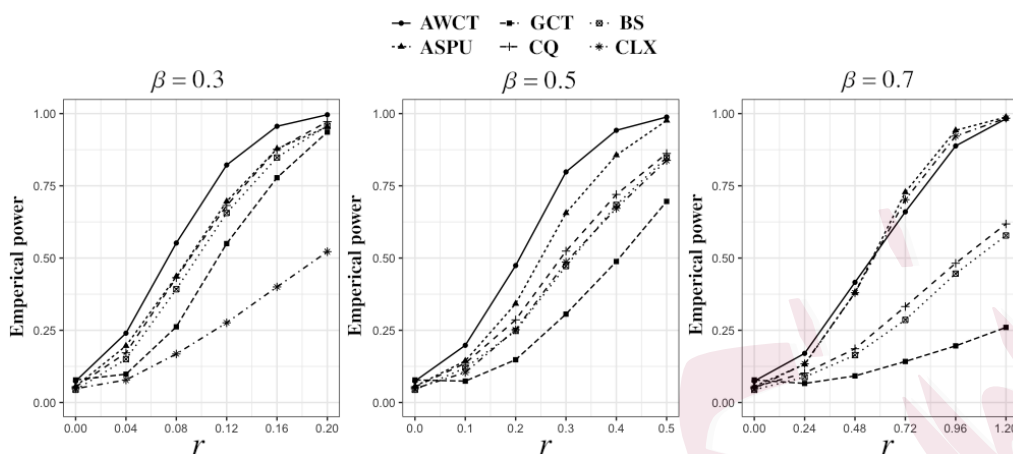 AWCT GCT BS
ASPU CQ CLX
β = 0.3
β = 0.5
β = 0.7
Emperical power
1.00
0.75
0.50
0.25
0.00
0.00 0.04 0.08 0.12 0.16 0.20
r
Emperical power
1.00
0.75
0.50
0.25
0.00
0.0 0.1 0.2 0.3 0.4 0.5
r
Emperical power
1.00
0.75
0.50
0.25
0.00
0.00 0.24 0.48 0.72 0.96 1.20
r